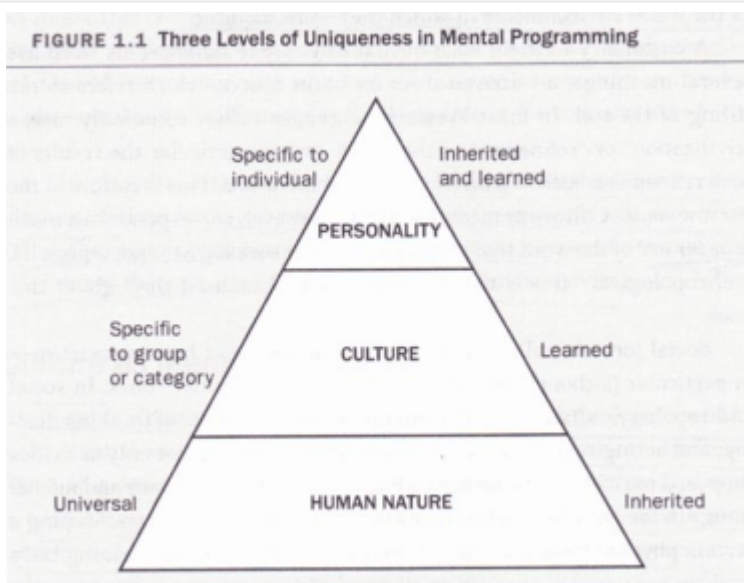 FIGURE 1.1 Three Levels of Uniqueness in Mental Programming
Specific to
individual
Inherited
and learned
PERSONALITY
Specific
to group
or category
CULTURE
Learned
Universal
HUMAN NATURE
Inherited